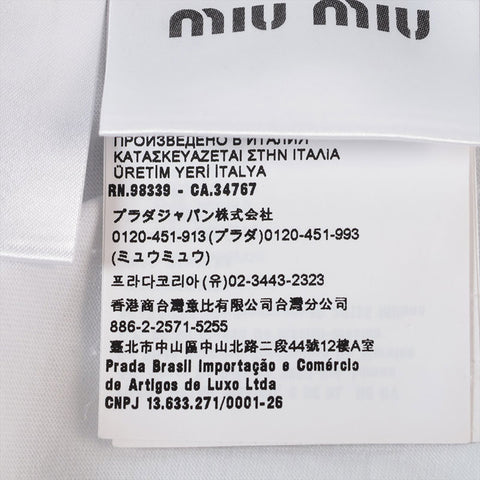 miu miu
ПРОИЗВЕДЕНО В ИТАЛИИ
ΚΑΤΑΣΚΕΥΑΖΕΤΑΙ ΣΤΗΝ ΙΤΑΛΙΑ
ÜRETİM YERİ İTALYA
RN.98339 - CA.34767
プラダジャパン株式会社
0120-451-913(プラダ)0120-451-993
(ミュウミュウ)
프라다코리아(유)02-3443-2323
香港商台灣意比有限公司台灣分公司
886-2-2571-5255
臺北市中山區中山北路二段44號12樓A室
Prada Brasil Importação e Comércio
de Artigos de Luxo Ltda
CNPJ 13.633.271/0001-26